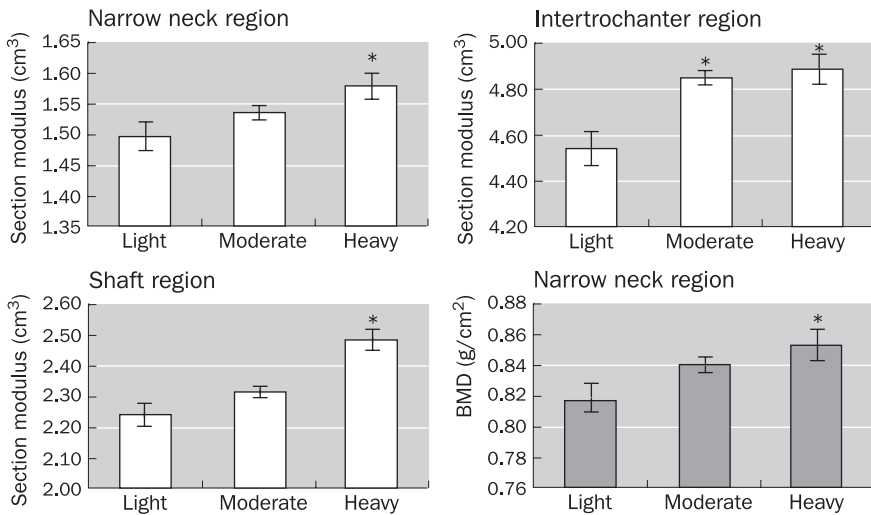 Narrow neck region
Section modulus (cm³)
1.65
1.60
1.55
1.50
1.45
1.40
1.35
*
Light Moderate Heavy
Intertrochanter region
Section modulus (cm³)
5.00
4.80
4.60
4.40
4.20
* *
Light Moderate Heavy
Shaft region
Section modulus (cm³)
2.60
2.50
2.40
2.30
2.20
2.10
2.00
*
Light Moderate Heavy
Narrow neck region
BMD (g/cm²)
0.88
0.86
0.84
0.82
0.80
0.88
0.76
*
Light Moderate Heavy